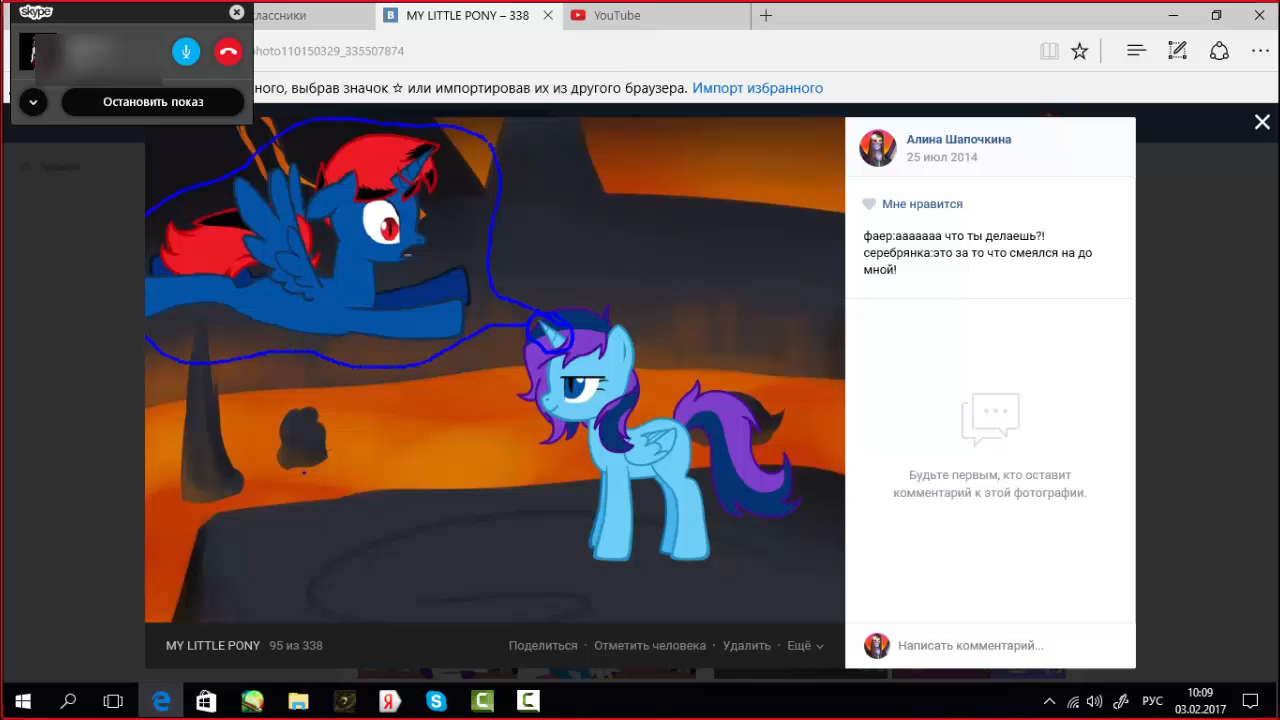 skype
классники
MY LITTLE PONY – 338
YouTube
photo110150329_335507874
Остановить показ
ного, выбрав значок ☆ или импортировав их из другого браузера. Импорт избранного
Алина Шапочкина
25 июл 2014
Мне нравится
фаер:ааааааа что ты делаешь?!
серебрянка:это за то что смеялся на до
мной!
Будьте первым, кто оставит
комментарий к этой фотографии.
MY LITTLE PONY 95 из 338
Поделиться · Отметить человека · Удалить · Ещё
Написать комментарий...
РУС
10:09
03.02.2017